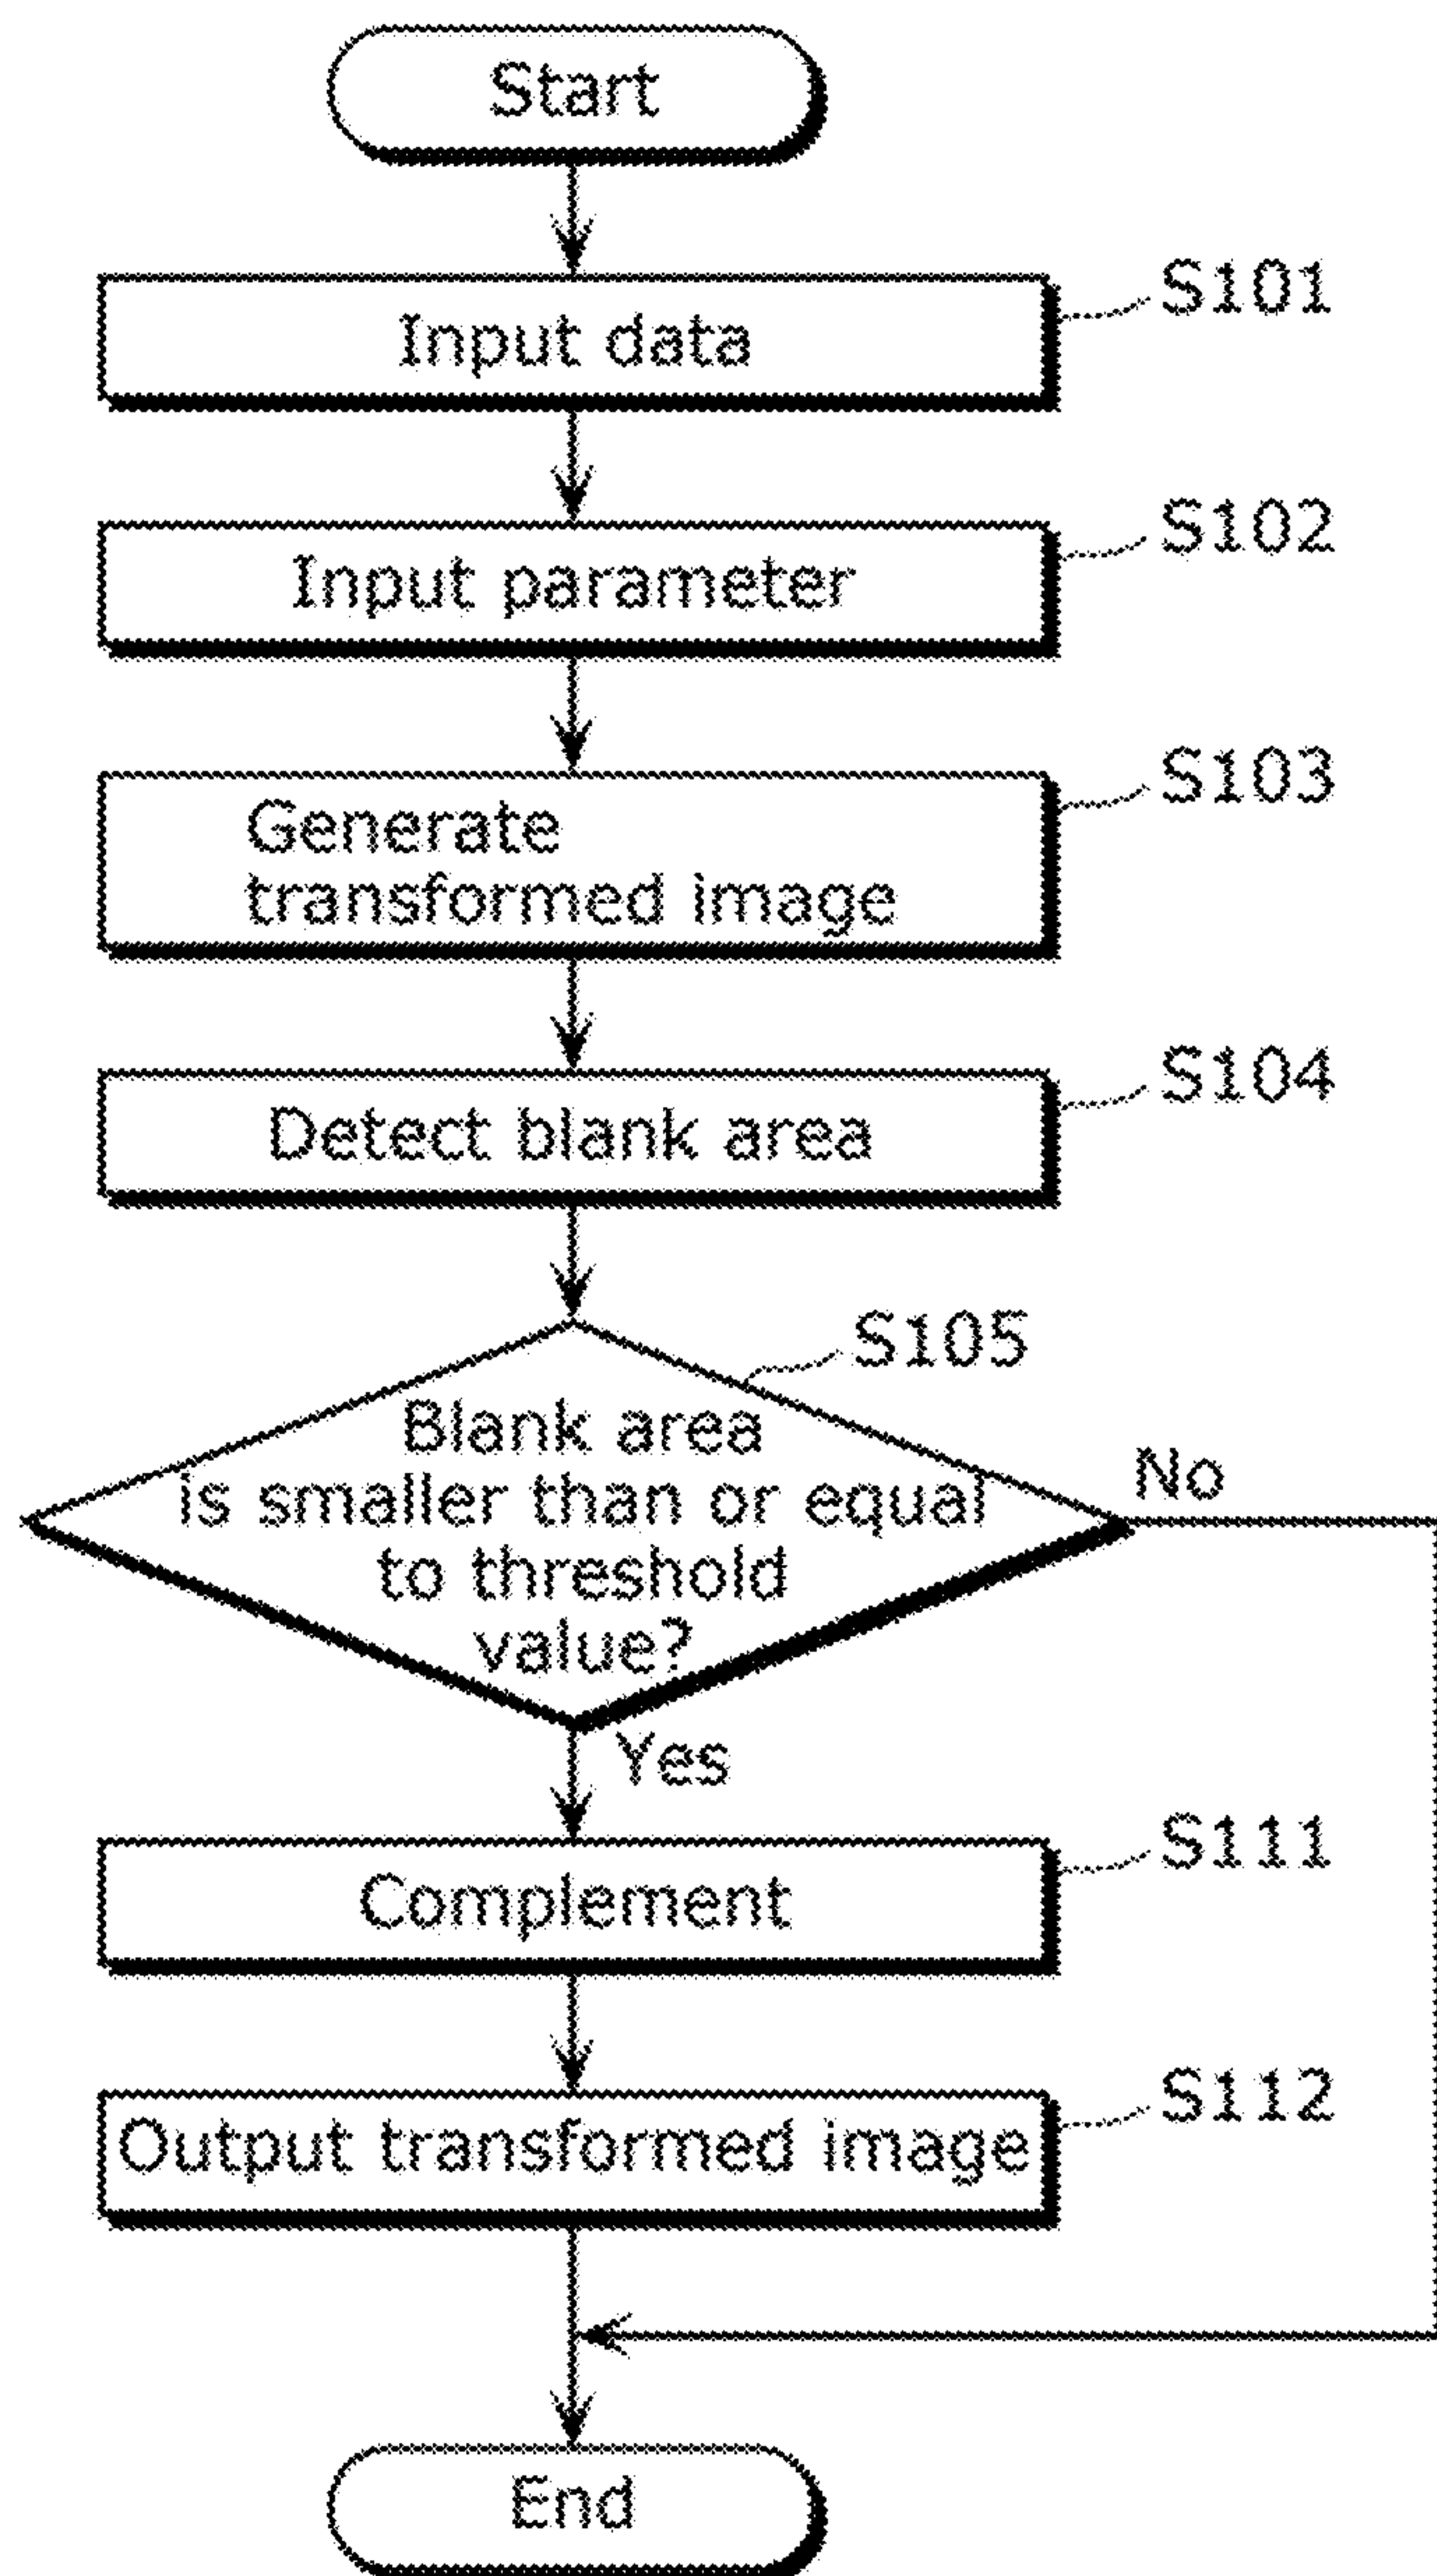 Start
S101
Input data
S102
Input parameter
S103
Generate
transformed image
S104
Detect blank area
S105
Blank area
is smaller than or equal
to threshold
value?
No
Yes
S111
Complement
S112
Output transformed image
End